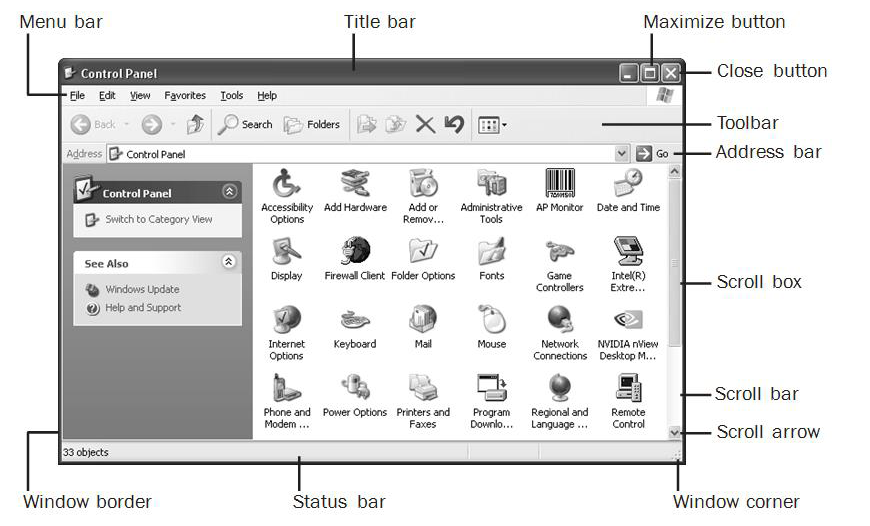 Menu bar Title bar Maximize button
Control Panel
Close button
File Edit View Favorites Tools Help
Back Search Folders
Toolbar
Address Control Panel Go
Address bar
Control Panel
Switch to Category View
See Also
Windows Update
Help and Support
Accessibility Options
Add Hardware
Add or Remov...
Administrative Tools
AP Monitor
Date and Time
Display
Firewall Client
Folder Options
Fonts
Game Controllers
Intel(R) Extre...
Scroll box
Internet Options
Keyboard
Mail
Mouse
Network Connections
NVIDIA nView Desktop M...
Phone and Modem ...
Power Options
Printers and Faxes
Program Downlo...
Regional and Language ...
Remote Control
Scroll bar
Scroll arrow
33 objects
Window border Status bar Window corner